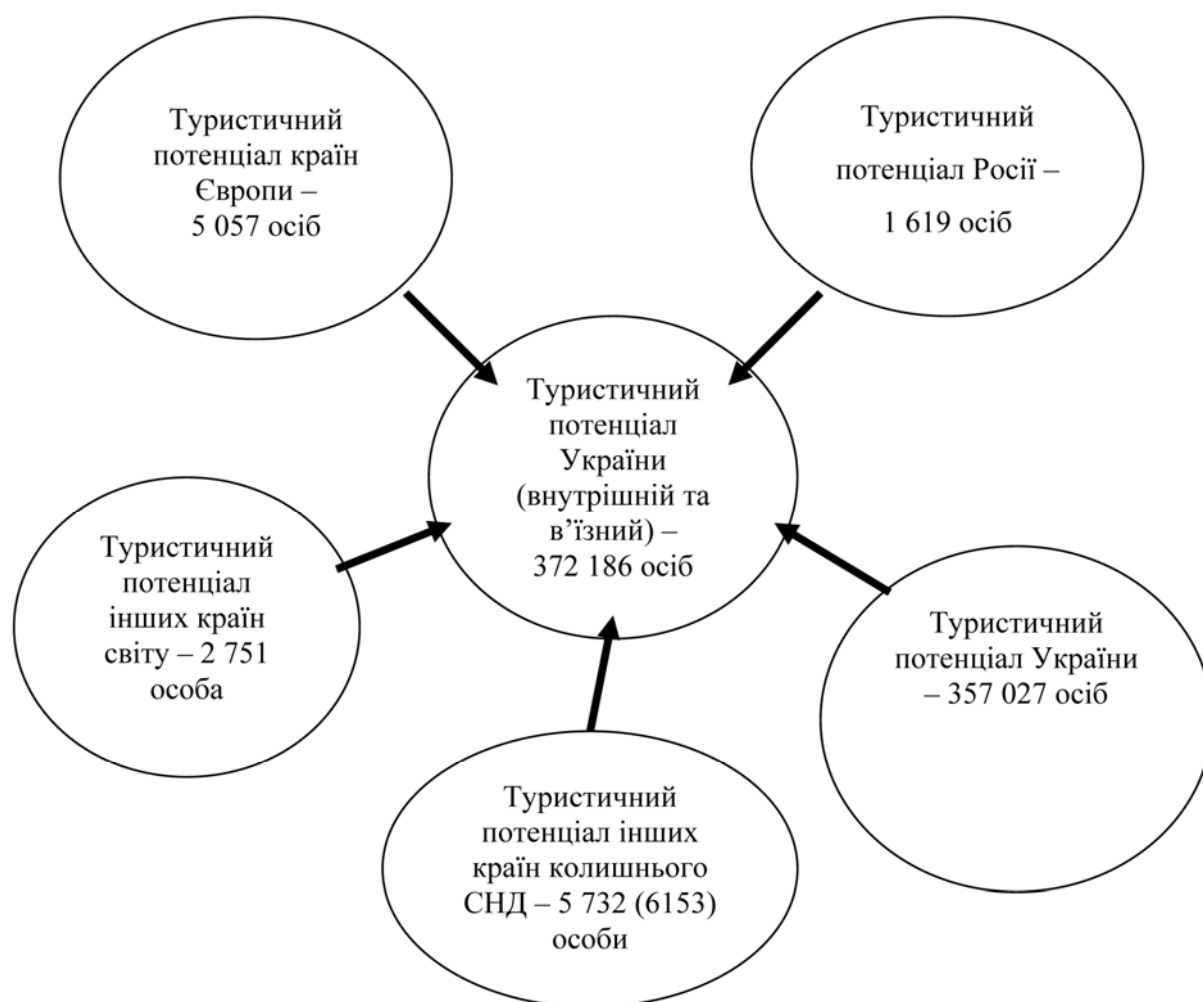 Туристичний
потенціал країн
Європи –
5 057 осіб
Туристичний
потенціал Росії –
1 619 осіб
Туристичний
потенціал
України
(внутрішній та
в’їзний) –
372 186 осіб
Туристичний
потенціал
інших країн
світу – 2 751
особа
Туристичний
потенціал України
– 357 027 осіб
Туристичний
потенціал інших
країн колишнього
СНД – 5 732 (6153)
особи